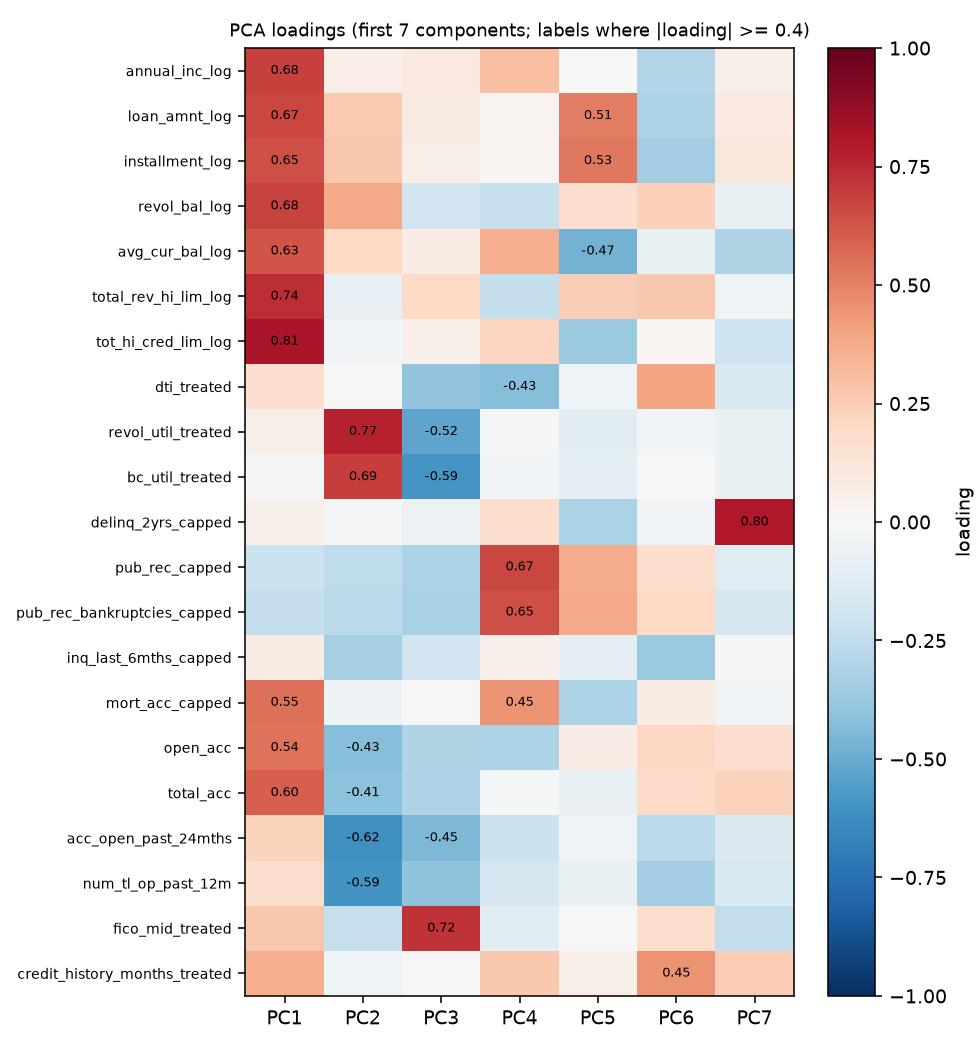 PCA loadings (first 7 components; labels where |loading| >= 0.4)
annual_inc_log 0.68
loan_amnt_log 0.67 0.51
installment_log 0.65 0.53
revol_bal_log 0.68
avg_cur_bal_log 0.63 -0.47
total_rev_hi_lim_log 0.74
tot_hi_cred_lim_log 0.81
dti_treated -0.43
revol_util_treated 0.77 -0.52
bc_util_treated 0.69 -0.59
delinq_2yrs_capped 0.80
pub_rec_capped 0.67
pub_rec_bankruptcies_capped 0.65
inq_last_6mths_capped
mort_acc_capped 0.55 0.45
open_acc 0.54 -0.43
total_acc 0.60 -0.41
acc_open_past_24mths -0.62 -0.45
num_tl_op_past_12m -0.59
fico_mid_treated 0.72
credit_history_months_treated 0.45
PC1 PC2 PC3 PC4 PC5 PC6 PC7
1.00
0.75
0.50
0.25
0.00
−0.25
−0.50
−0.75
−1.00
loading